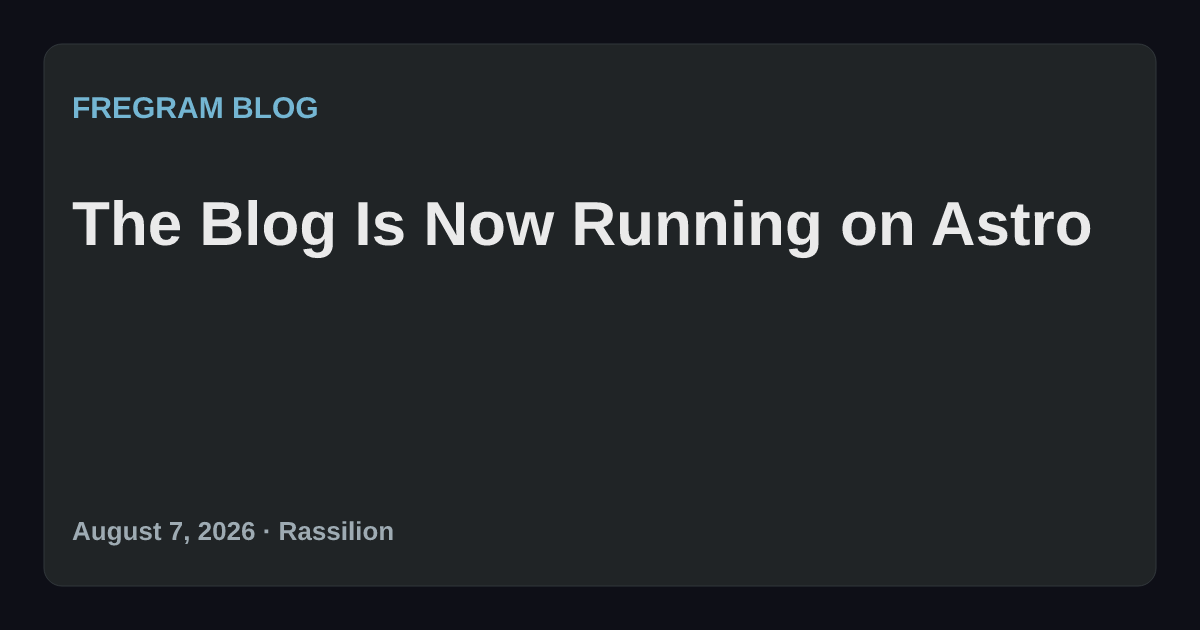 FREGRAM BLOG
The Blog Is Now Running on Astro
August 7, 2026 · Rassilion